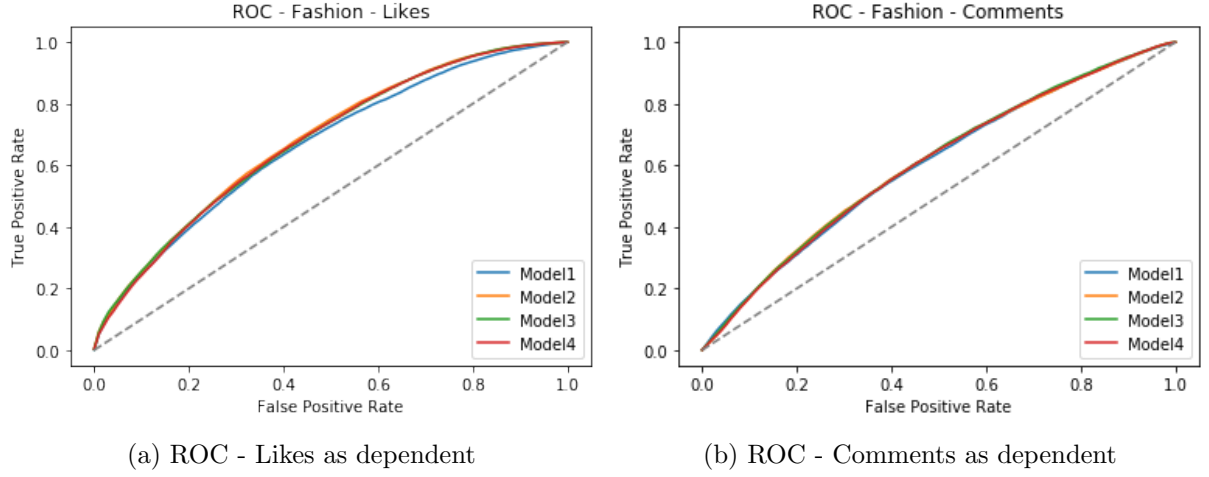 ROC - Fashion - Likes
1.0
0.8
0.6
0.4
0.2
0.0
True Positive Rate
Model1
Model2
Model3
Model4
0.0 0.2 0.4 0.6 0.8 1.0
False Positive Rate
(a) ROC - Likes as dependent
ROC - Fashion - Comments
1.0
0.8
0.6
0.4
0.2
0.0
True Positive Rate
Model1
Model2
Model3
Model4
0.0 0.2 0.4 0.6 0.8 1.0
False Positive Rate
(b) ROC - Comments as dependent